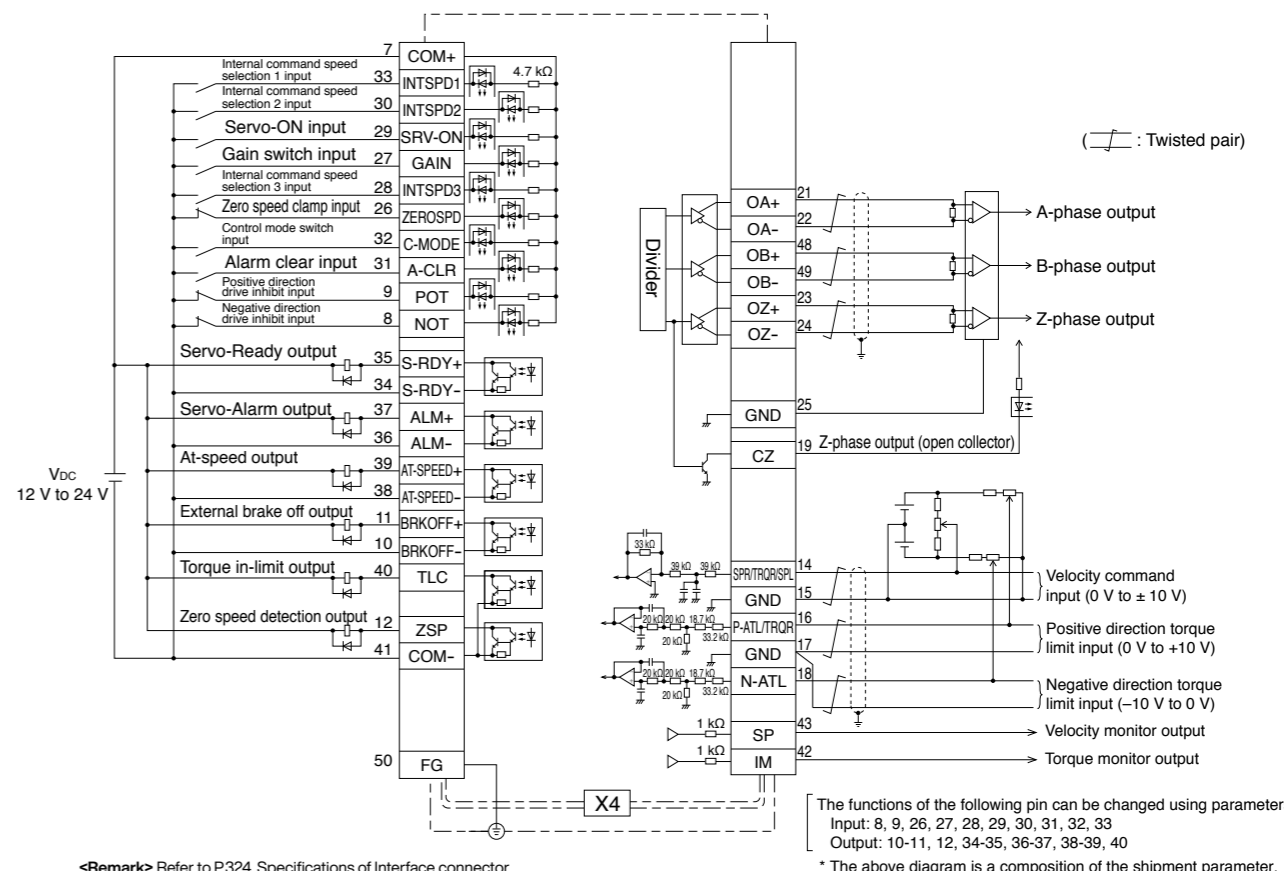 7 COM+
Internal command speed
selection 1 input 33 INTSPD1 4.7 kΩ
Internal command speed
selection 2 input 30 INTSPD2
Servo-ON input 29 SRV-ON
Gain switch input 27 GAIN
Internal command speed
selection 3 input 28 INTSPD3
Zero speed clamp input 26 ZEROSPD
Control mode switch
input 32 C-MODE
Alarm clear input 31 A-CLR
Positive direction
drive inhibit input 9 POT
Negative direction
drive inhibit input 8 NOT
Servo-Ready output 35 S-RDY+
34 S-RDY–
Servo-Alarm output 37 ALM+
36 ALM–
At-speed output 39 AT-SPEED+
38 AT-SPEED–
VDC
12 V to 24 V
External brake off output 11 BRKOFF+
10 BRKOFF–
Torque in-limit output 40 TLC
Zero speed detection output 12 ZSP
41 COM–
50 FG
X4
( : Twisted pair)
Divider
OA+ 21
OA– 22
A-phase output
OB+ 48
OB– 49
B-phase output
OZ+ 23
OZ– 24
Z-phase output
GND 25
CZ 19 Z-phase output (open collector)
33 kΩ
39 kΩ 39 kΩ SPR/TRQR/SPL 14
GND 15
Velocity command
input (0 V to ± 10 V)
20 kΩ 20 kΩ 18.7 kΩ P-ATL/TRQR 16
20 kΩ 33.2 kΩ
GND 17
Positive direction torque
limit input (0 V to +10 V)
20 kΩ 20 kΩ 18.7 kΩ N-ATL 18
20 kΩ 33.2 kΩ
Negative direction torque
limit input (–10 V to 0 V)
1 kΩ SP 43 Velocity monitor output
1 kΩ IM 42 Torque monitor output
The functions of the following pin can be changed using parameter
Input: 8, 9, 26, 27, 28, 29, 30, 31, 32, 33
Output: 10-11, 12, 34-35, 36-37, 38-39, 40
* The above diagram is a composition of the shipment parameter.
<Remark> Refer to P.324, Specifications of Interface connector.